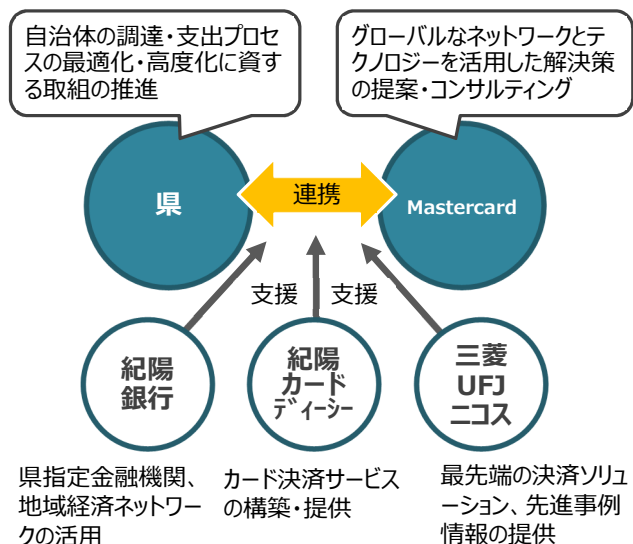 自治体の調達・支出プロセ
スの最適化・高度化に資す
る取組の推進
グローバルなネットワークとテ
クノロジーを活用した解決策
の提案・コンサルティング
県
連携
Mastercard
支援
支援
紀陽
銀行
紀陽
カード
ディーシー
三菱
UFJ
ニコス
県指定金融機関、
地域経済ネットワー
クの活用
カード決済サービス
の構築・提供
最先端の決済ソリュ
ーション、先進事例
情報の提供